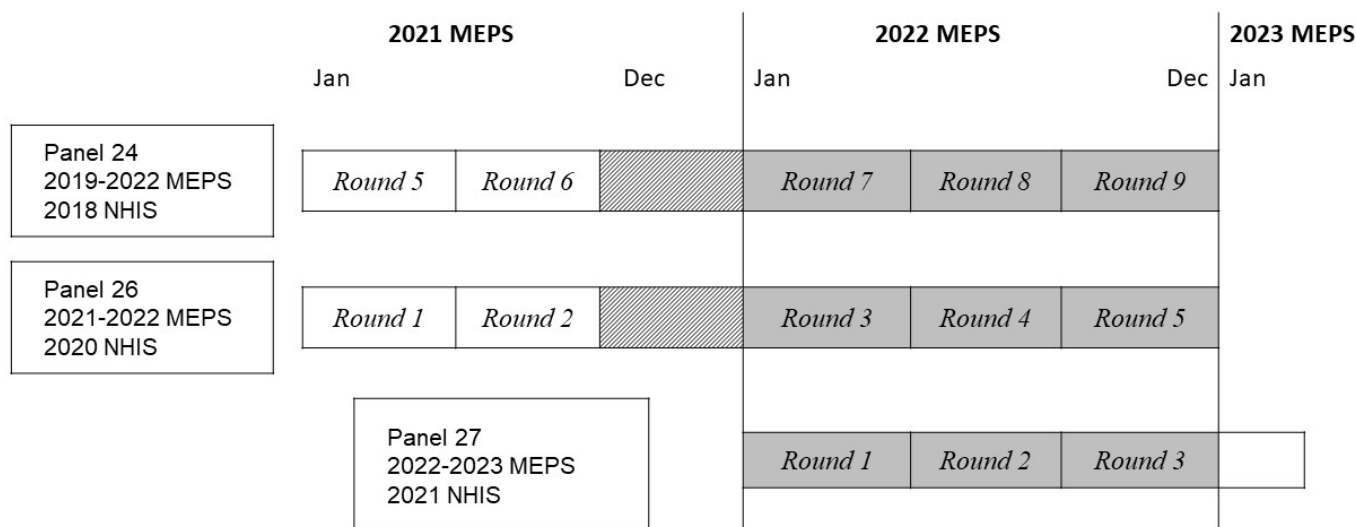 2021 MEPS 2022 MEPS 2023 MEPS
Jan Dec Jan Dec Jan
Panel 24
2019-2022 MEPS
2018 NHIS
Round 5 Round 6 Round 7 Round 8 Round 9
Panel 26
2021-2022 MEPS
2020 NHIS
Round 1 Round 2 Round 3 Round 4 Round 5
Panel 27
2022-2023 MEPS
2021 NHIS
Round 1 Round 2 Round 3